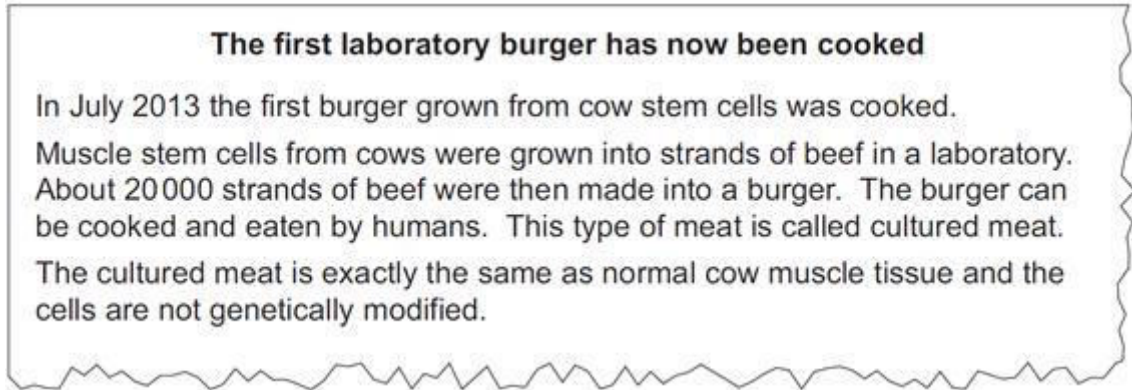 The first laboratory burger has now been cooked
In July 2013 the first burger grown from cow stem cells was cooked.
Muscle stem cells from cows were grown into strands of beef in a laboratory.
About 20000 strands of beef were then made into a burger. The burger can
be cooked and eaten by humans. This type of meat is called cultured meat.
The cultured meat is exactly the same as normal cow muscle tissue and the
cells are not genetically modified.